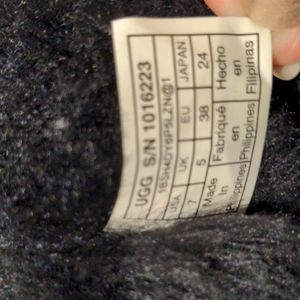 UGG S/N 1016223
1BSH4OY6P8LZN@1
USA UK EU JAPAN
7 5 38 24
Made Fabriqué Hecho
In en en
Philippines Philippines Filipinas